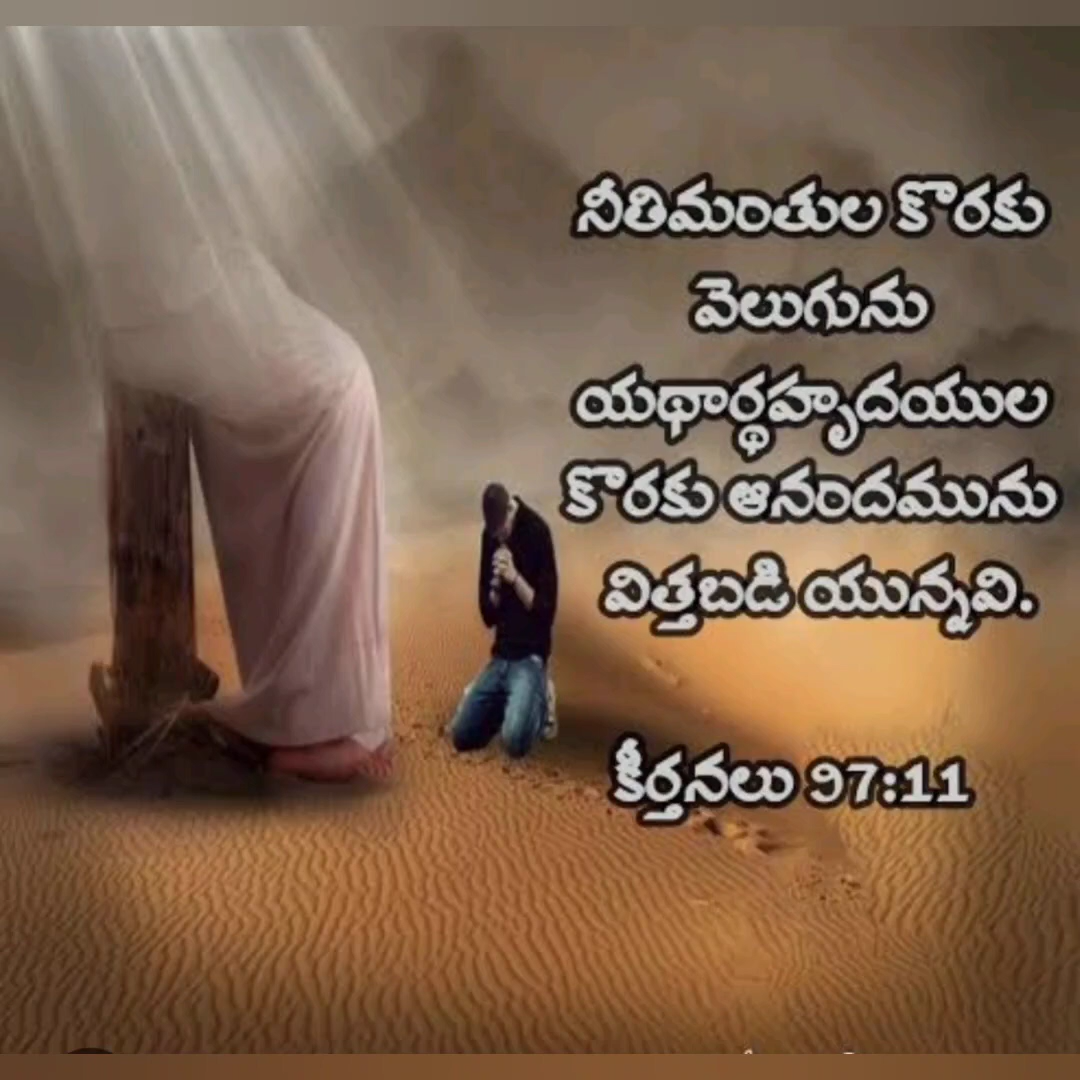 నీతిమంతుల కొరకు
వెలుగును
యథార్థహృదయుల
కొరకు ఆనందమును
విత్తబడి యున్నవి.
కీర్తనలు 97:11